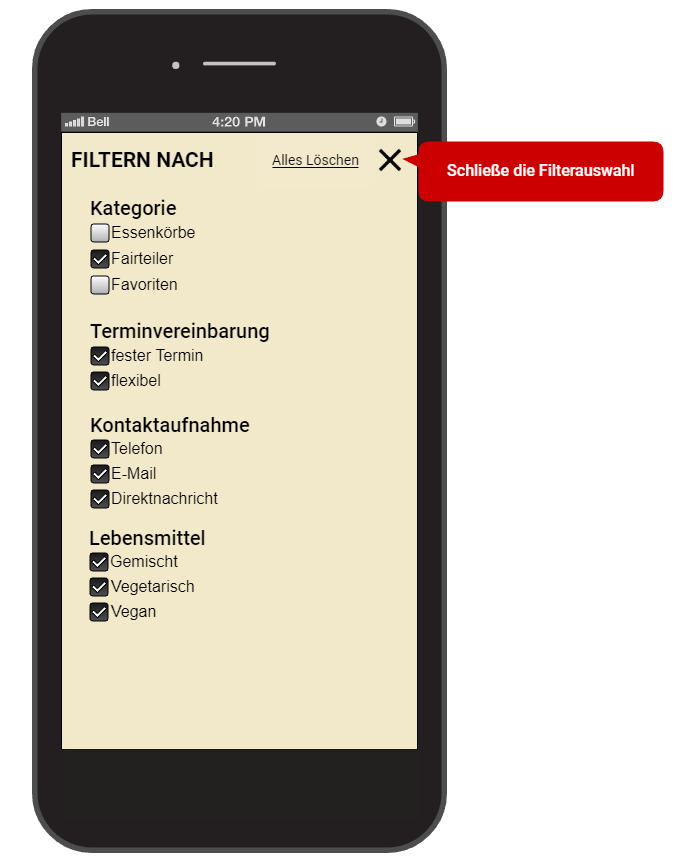 Bell 4:20 PM
FILTERN NACH Alles Löschen
Schließe die Filterauswahl
Kategorie
Essenkörbe
Fairteiler
Favoriten
Terminvereinbarung
fester Termin
flexibel
Kontaktaufnahme
Telefon
E-Mail
Direktnachricht
Lebensmittel
Gemischt
Vegetarisch
Vegan